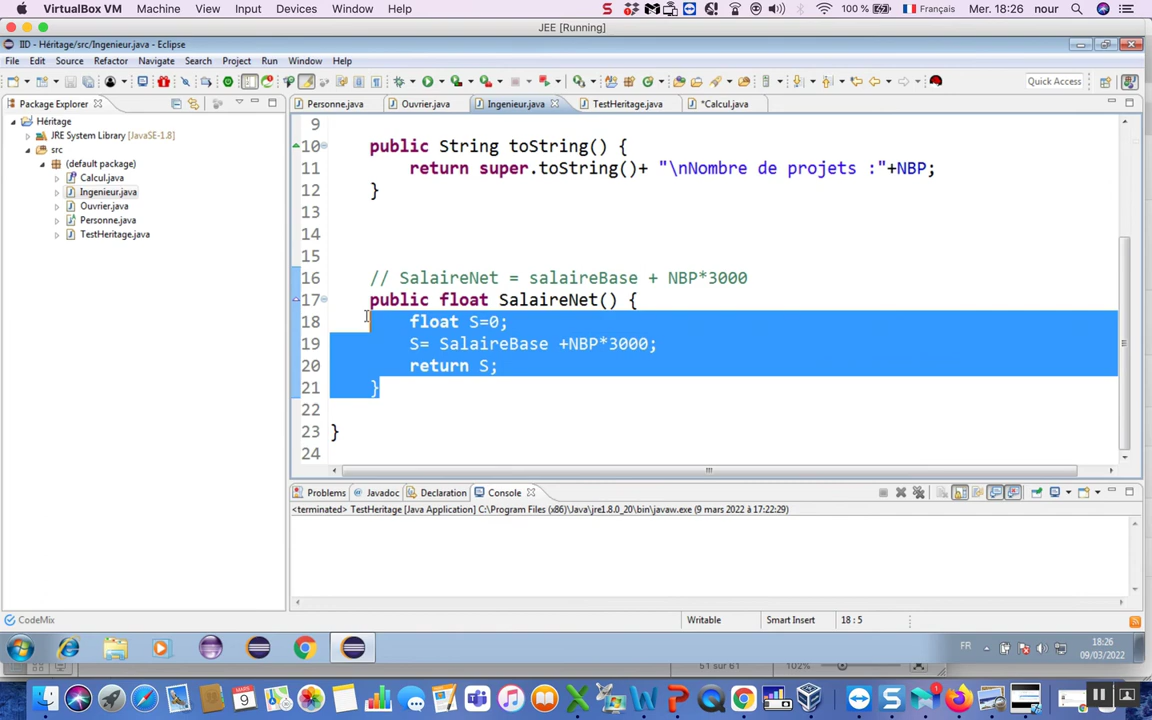 VirtualBox VM Machine View Input Devices Window Help 100 % Français Mer. 18:26 nour
JEE [Running]
IID - Héritage/src/Ingenieur.java - Eclipse
File Edit Source Refactor Navigate Search Project Run Window Help
Quick Access
Package Explorer
Héritage
JRE System Library [JavaSE-1.8]
src
(default package)
Calcul.java
Ingenieur.java
Ouvrier.java
Personne.java
TestHeritage.java
Personne.java Ouvrier.java Ingenieur.java TestHeritage.java *Calcul.java
9
10 public String toString() {
11 return super.toString()+ "\nNombre de projets :"+NBP;
12 }
13
14
15
16 // SalaireNet = salaireBase + NBP*3000
17 public float SalaireNet() {
18 float S=0;
19 S= SalaireBase +NBP*3000;
20 return S;
21 }
22
23 }
24
Problems Javadoc Declaration Console
<terminated> TestHeritage [Java Application] C:\Program Files (x86)\Java\jre1.8.0_20\bin\javaw.exe (9 mars 2022 à 17:22:29)
CodeMix Writable Smart Insert 18 : 5
FR 18:26
09/03/2022
51 sur 61 102%